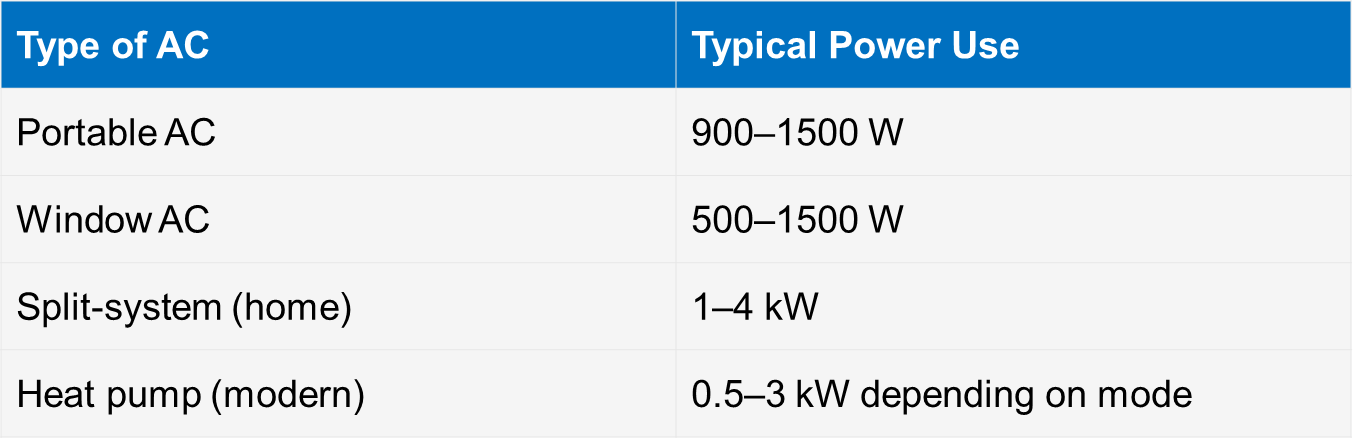 Type of AC Typical Power Use
Portable AC 900–1500 W
Window AC 500–1500 W
Split-system (home) 1–4 kW
Heat pump (modern) 0.5–3 kW depending on mode